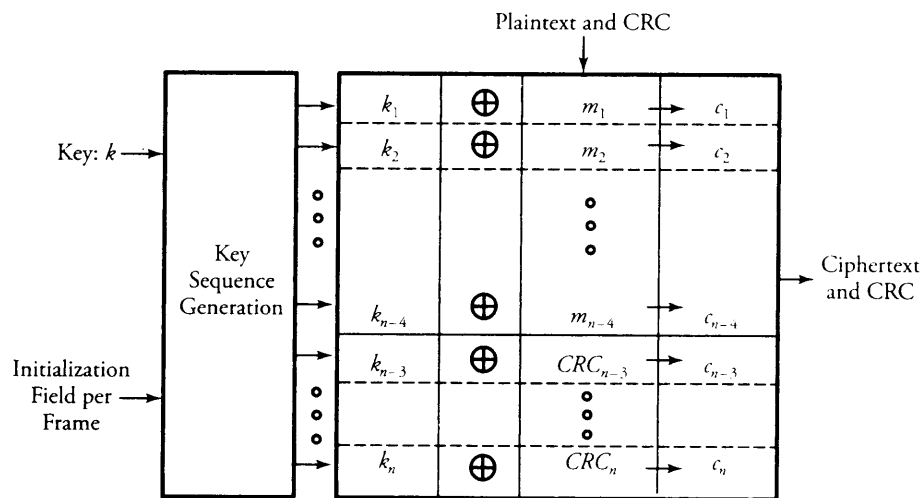 Plaintext and CRC
k₁ ⊕ m₁ → c₁
Key: k
k₂ ⊕ m₂ → c₂
Key
Sequence
Generation
Ciphertext
and CRC
kₙ₋₄ ⊕ mₙ₋₄ → cₙ₋₄
Initialization
Field per
Frame
kₙ₋₃ ⊕ CRCₙ₋₃ → cₙ₋₃
kₙ ⊕ CRCₙ → cₙ